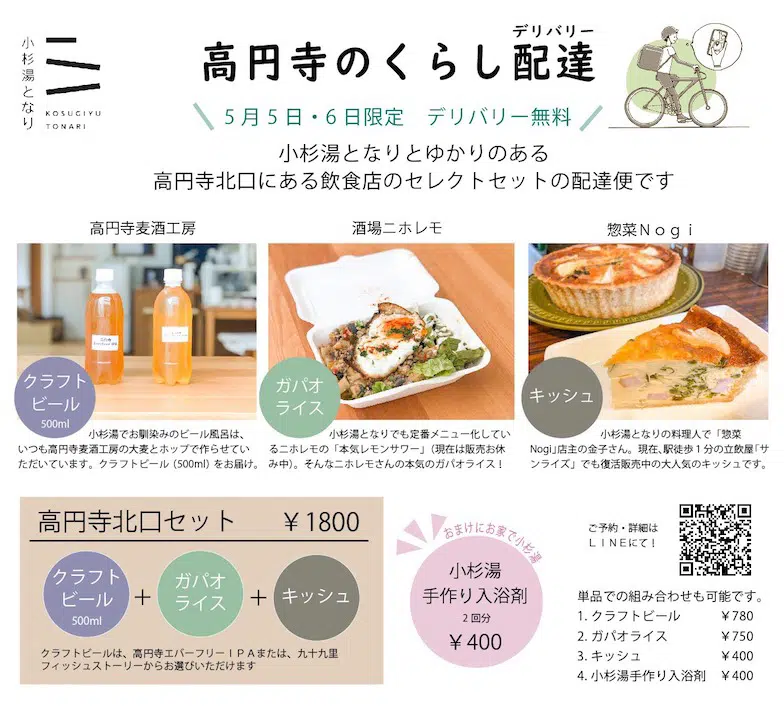 小杉湯となり
KOSUGIYU
TONARI
デリバリー
高円寺のくらし配達
5月5日・6日限定　デリバリー無料
小杉湯となりとゆかりのある
高円寺北口にある飲食店のセレクトセットの配達便です
高円寺麦酒工房
クラフト
ビール
500ml
小杉湯でお馴染みのビール風呂は、
いつも高円寺麦酒工房の大麦とホップで作らせてい
ただいています。クラフトビール（500ml）をお届け。
酒場ニホレモ
ガパオ
ライス
小杉湯となりでも定番メニュー化してい
るニホレモの「本気レモンサワー」（現在は販売お休
み中）。そんなニホレモさんの本気のガパオライス！
惣菜Ｎｏｇｉ
キッシュ
小杉湯となりの料理人で「惣菜
Nogi」店主の金子さん。現在、駅徒歩１分の立飲屋「サ
ンライズ」でも復活販売中の大人気のキッシュです。
高円寺北口セット　￥1800
クラフト
ビール
500ml
+
ガパオ
ライス
+
キッシュ
クラフトビールは、高円寺エバーフリーＩＰＡまたは、九十九里
フィッシュストーリーからお選びいただけます
おまけにお家で小杉湯
小杉湯
手作り入浴剤
2 回分
￥400
ご予約・詳細は
ＬＩＮＥにて！
単品での組み合わせも可能です。
1. クラフトビール　￥780
2. ガパオライス　￥750
3. キッシュ　￥400
4. 小杉湯手作り入浴剤　￥400